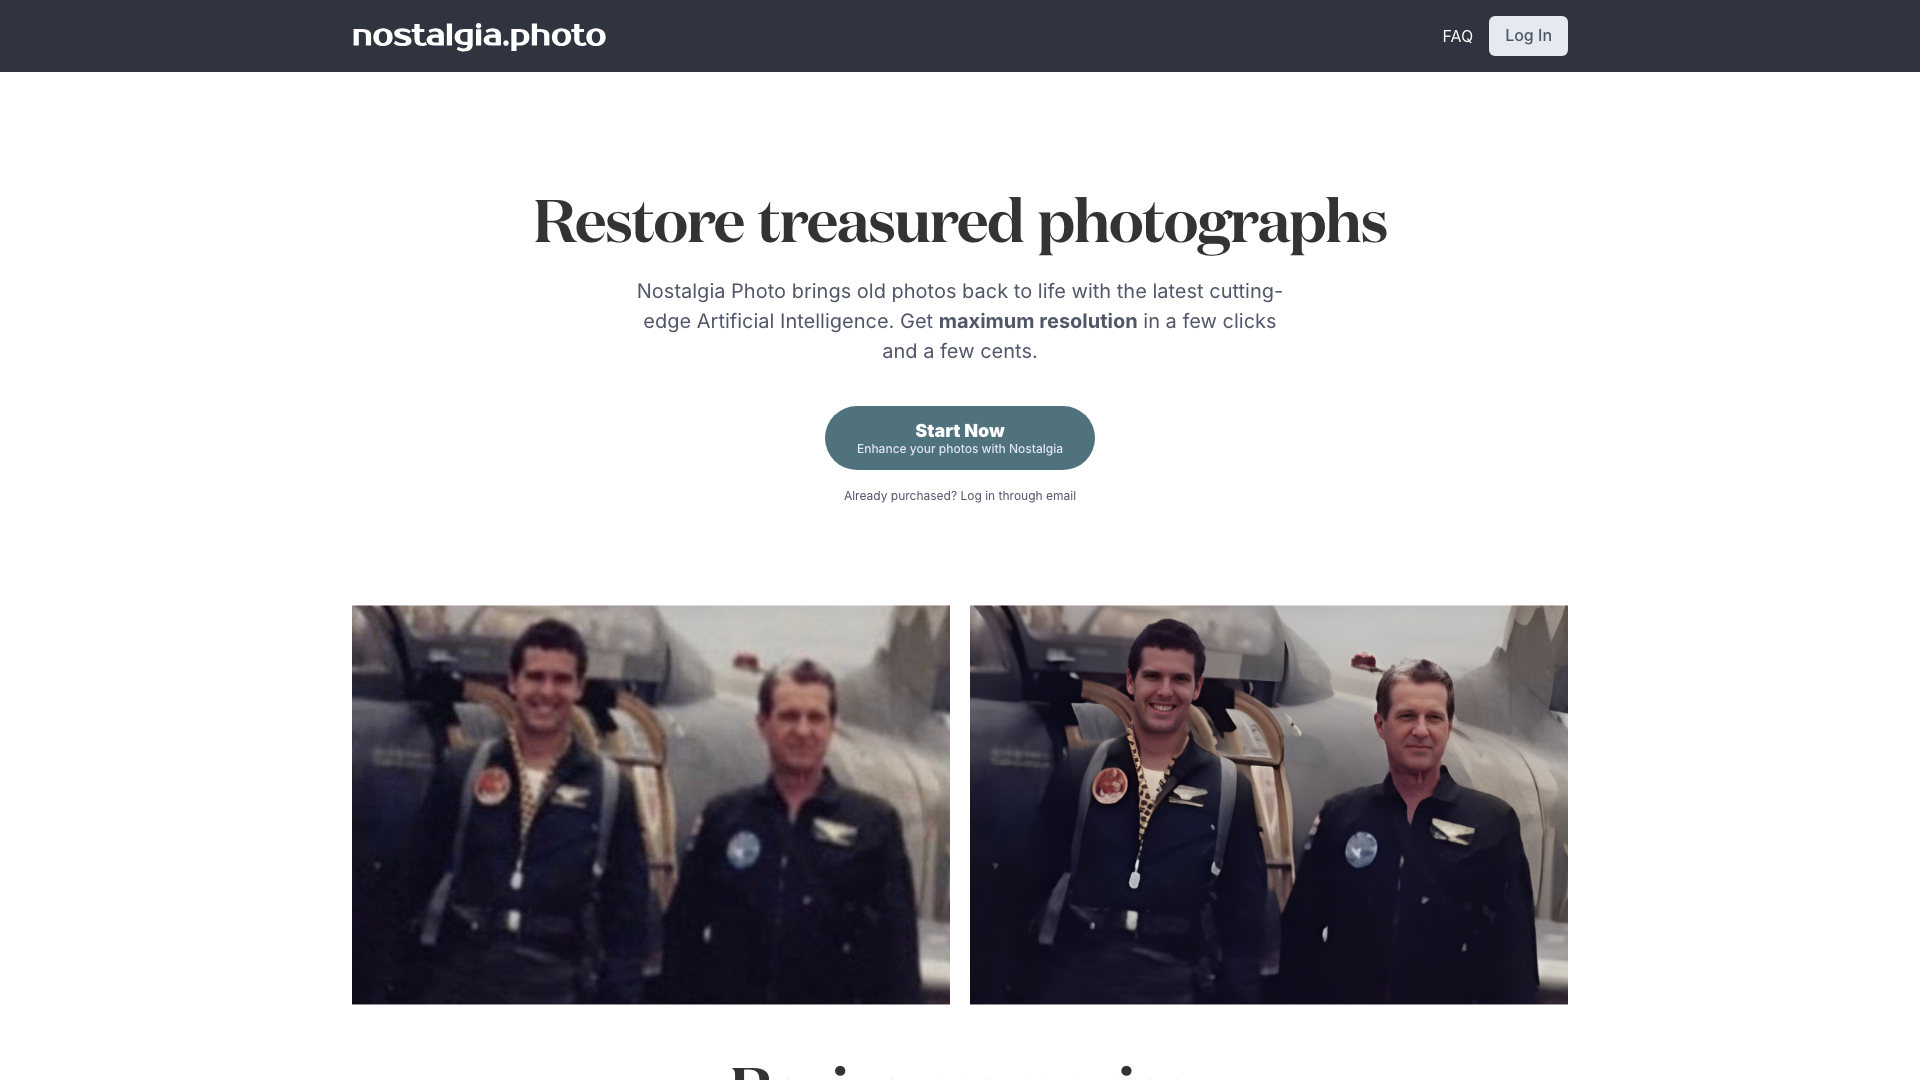 nostalgia.photo
FAQ
Log In
Restore treasured photographs
Nostalgia Photo brings old photos back to life with the latest cutting-
edge Artificial Intelligence. Get maximum resolution in a few clicks
and a few cents.
Start Now
Enhance your photos with Nostalgia
Already purchased? Log in through email